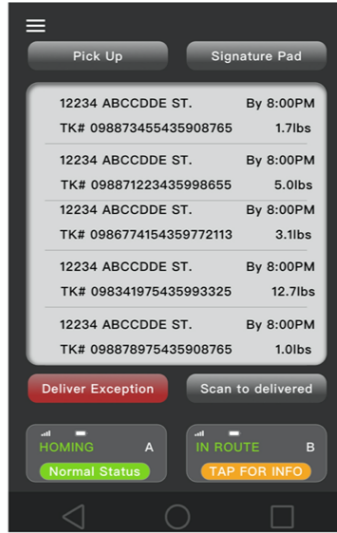 Pick Up Signature Pad
12234 ABCCDDE ST. By 8:00PM
TK# 098873455435908765 1.7lbs
12234 ABCCDDE ST. By 8:00PM
TK# 098871223435998655 5.0lbs
12234 ABCCDDE ST. By 8:00PM
TK# 0986774154359772113 3.1lbs
12234 ABCCDDE ST. By 8:00PM
TK# 098341975435993325 12.7lbs
12234 ABCCDDE ST. By 8:00PM
TK# 098878975435908765 1.0lbs
Deliver Exception Scan to delivered
HOMING A IN ROUTE B
Normal Status TAP FOR INFO